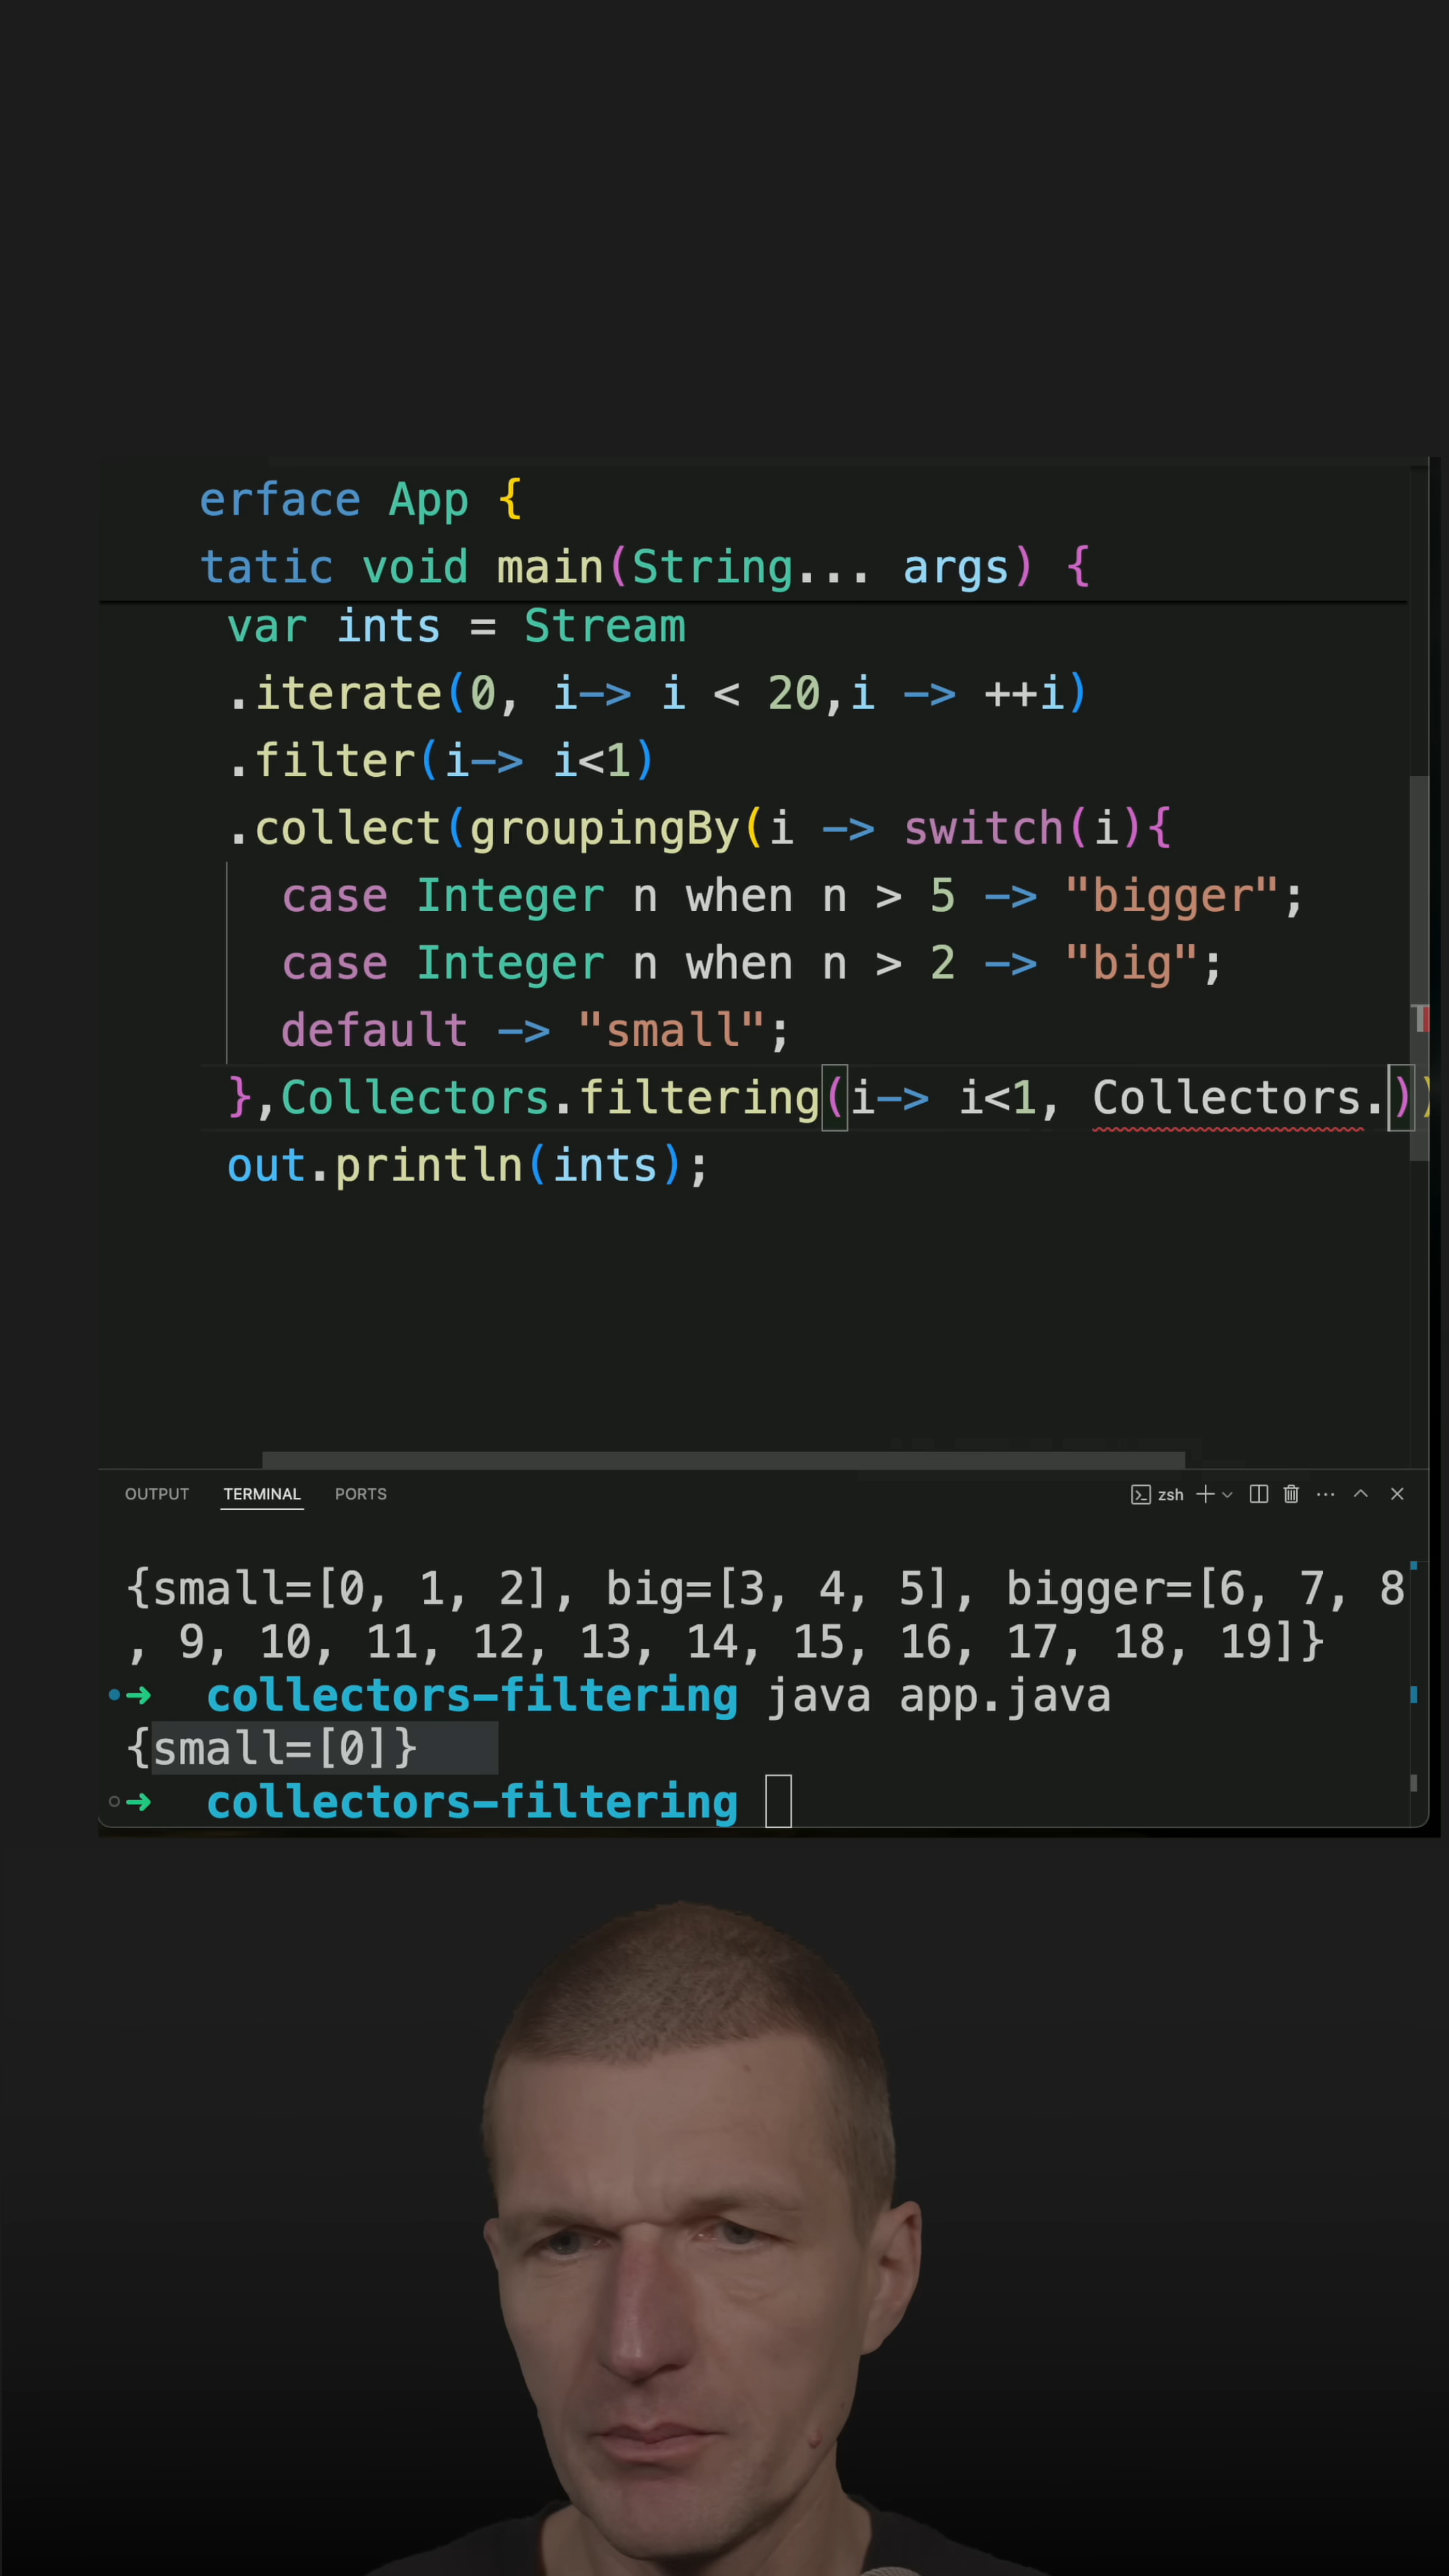 erface App {
tatic void main(String... args) {
var ints = Stream
.iterate(0, i-> i < 20,i -> ++i)
.filter(i-> i<1)
.collect(groupingBy(i -> switch(i){
case Integer n when n > 5 -> "bigger";
case Integer n when n > 2 -> "big";
default -> "small";
},Collectors.filtering(i-> i<1, Collectors.))
out.println(ints);
OUTPUT TERMINAL PORTS zsh
{small=[0, 1, 2], big=[3, 4, 5], bigger=[6, 7, 8
, 9, 10, 11, 12, 13, 14, 15, 16, 17, 18, 19]}
➜ collectors-filtering java app.java
{small=[0]}
➜ collectors-filtering